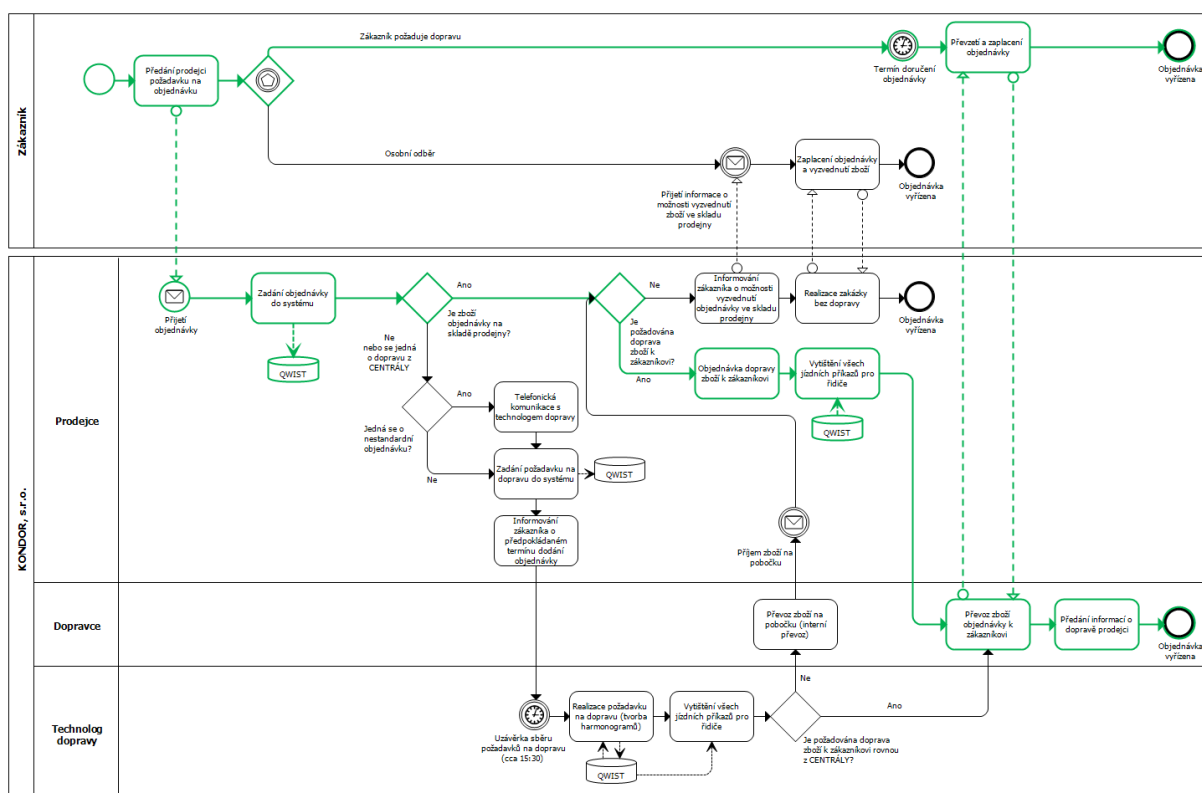 Zákazník
Zákazník požaduje dopravu
Předání prodejci
požadavku na
objednávku
Termín doručení
objednávky
Převzetí a zaplacení
objednávky
Objednávka
vyřízena
Osobní odběr
Přijetí informace o
možnosti vyzvednutí
zboží ve skladu
prodejny
Zaplacení objednávky
a vyzvednutí zboží
Objednávka
vyřízena
KONDOR, s.r.o.
Prodejce
Přijetí
objednávky
Zadání objednávky
do systému
QWIST
Ano
Je zboží
objednávky na
skladě prodejny?
Ne
nebo se jedná
o dopravu z
CENTRÁLY
Ne
Je
požadována
doprava
zboží k
zákazníkovi?
Ano
Informování
zákazníka o možnosti
vyzvednutí
objednávky ve skladu
prodejny
Realizace zakázky
bez dopravy
Objednávka
vyřízena
Objednávka dopravy
zboží k zákazníkovi
Vytištění všech
jízdních příkazů pro
řidiče
QWIST
Jedná se o
nestandardní
objednávku?
Ano
Ne
Telefonická
komunikace s
technologem dopravy
Zadání požadavku na
dopravu do systému
QWIST
Informování
zákazníka o
předpokládaném
termínu dodání
objednávky
Příjem zboží na
pobočku
Dopravce
Převoz zboží na
pobočku (interní
převoz)
Převoz zboží
objednávky k
zákazníkovi
Předání informací o
dopravě prodejci
Objednávka
vyřízena
Technolog
dopravy
Uzávěrka sběru
požadavků na dopravu
(cca 15:30)
Realizace požadavku
na dopravu (tvorba
harmonogramů)
QWIST
Vytištění všech
jízdních příkazů pro
řidiče
Ne
Ano
Je požadována doprava
zboží k zákazníkovi rovnou
z CENTRÁLY?